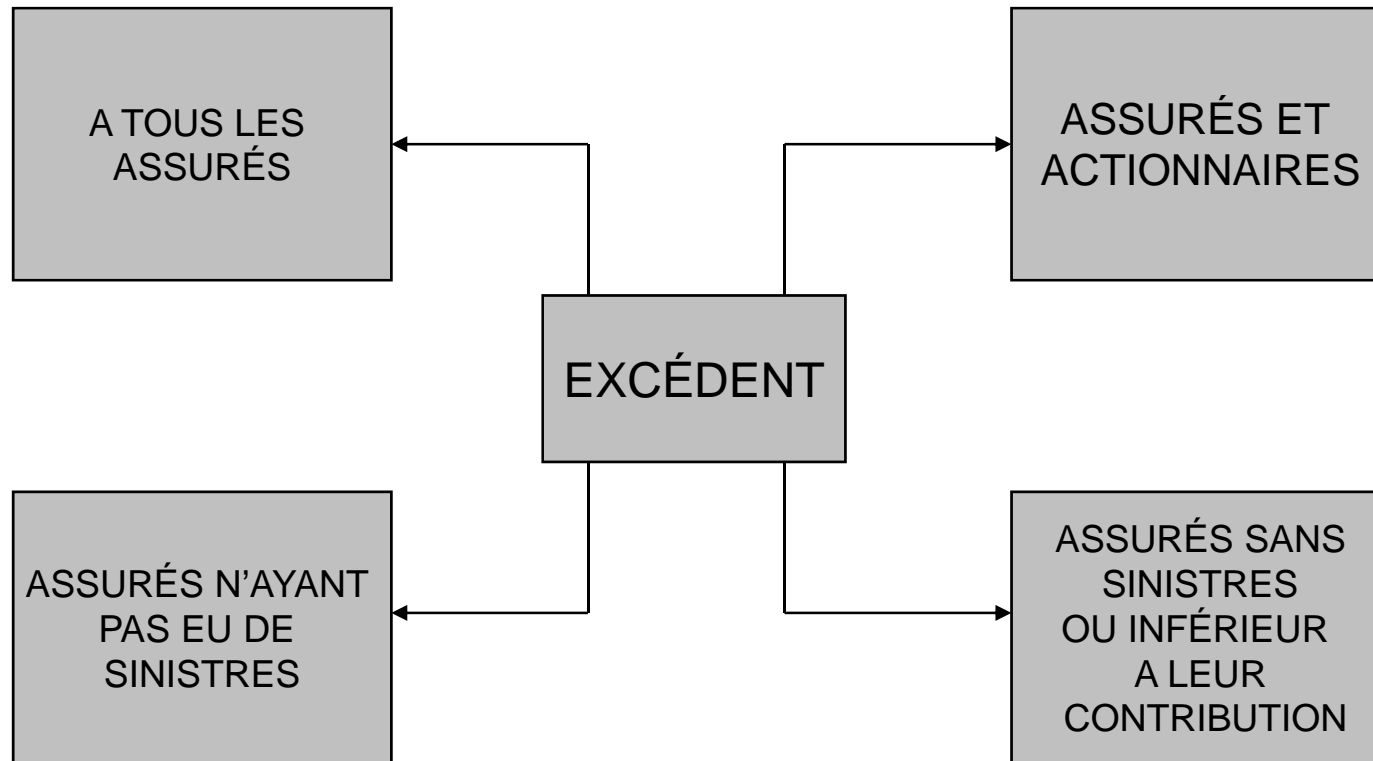 A TOUS LES
ASSURÉS
ASSURÉS ET
ACTIONNAIRES
EXCÉDENT
ASSURÉS N’AYANT
PAS EU DE
SINISTRES
ASSURÉS SANS
SINISTRES
OU INFÉRIEUR
A LEUR
CONTRIBUTION